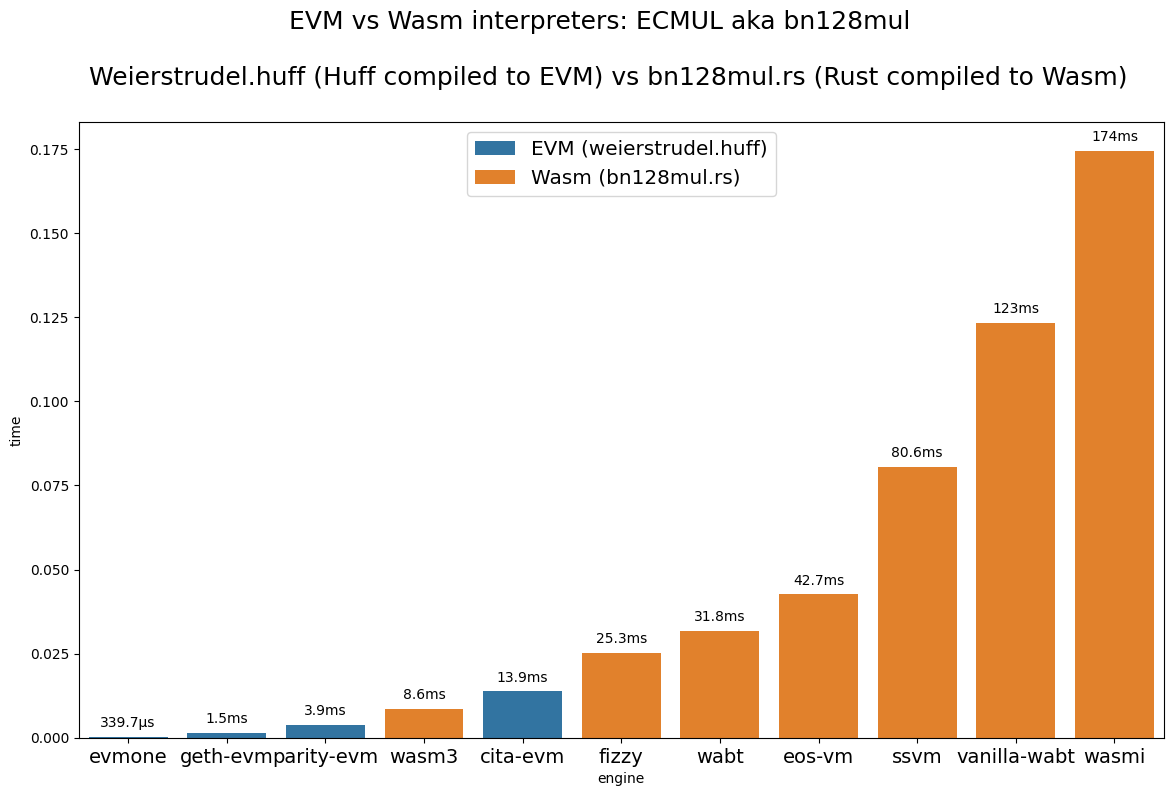 EVM vs Wasm interpreters: ECMUL aka bn128mul
Weierstrudel.huff (Huff compiled to EVM) vs bn128mul.rs (Rust compiled to Wasm)
EVM (weierstrudel.huff)
Wasm (bn128mul.rs)
time
0.175
0.150
0.125
0.100
0.075
0.050
0.025
0.000
339.7µs
1.5ms
3.9ms
8.6ms
13.9ms
25.3ms
31.8ms
42.7ms
80.6ms
123ms
174ms
evmone geth-evm parity-evm wasm3 cita-evm fizzy wabt eos-vm ssvm vanilla-wabt wasmi
engine